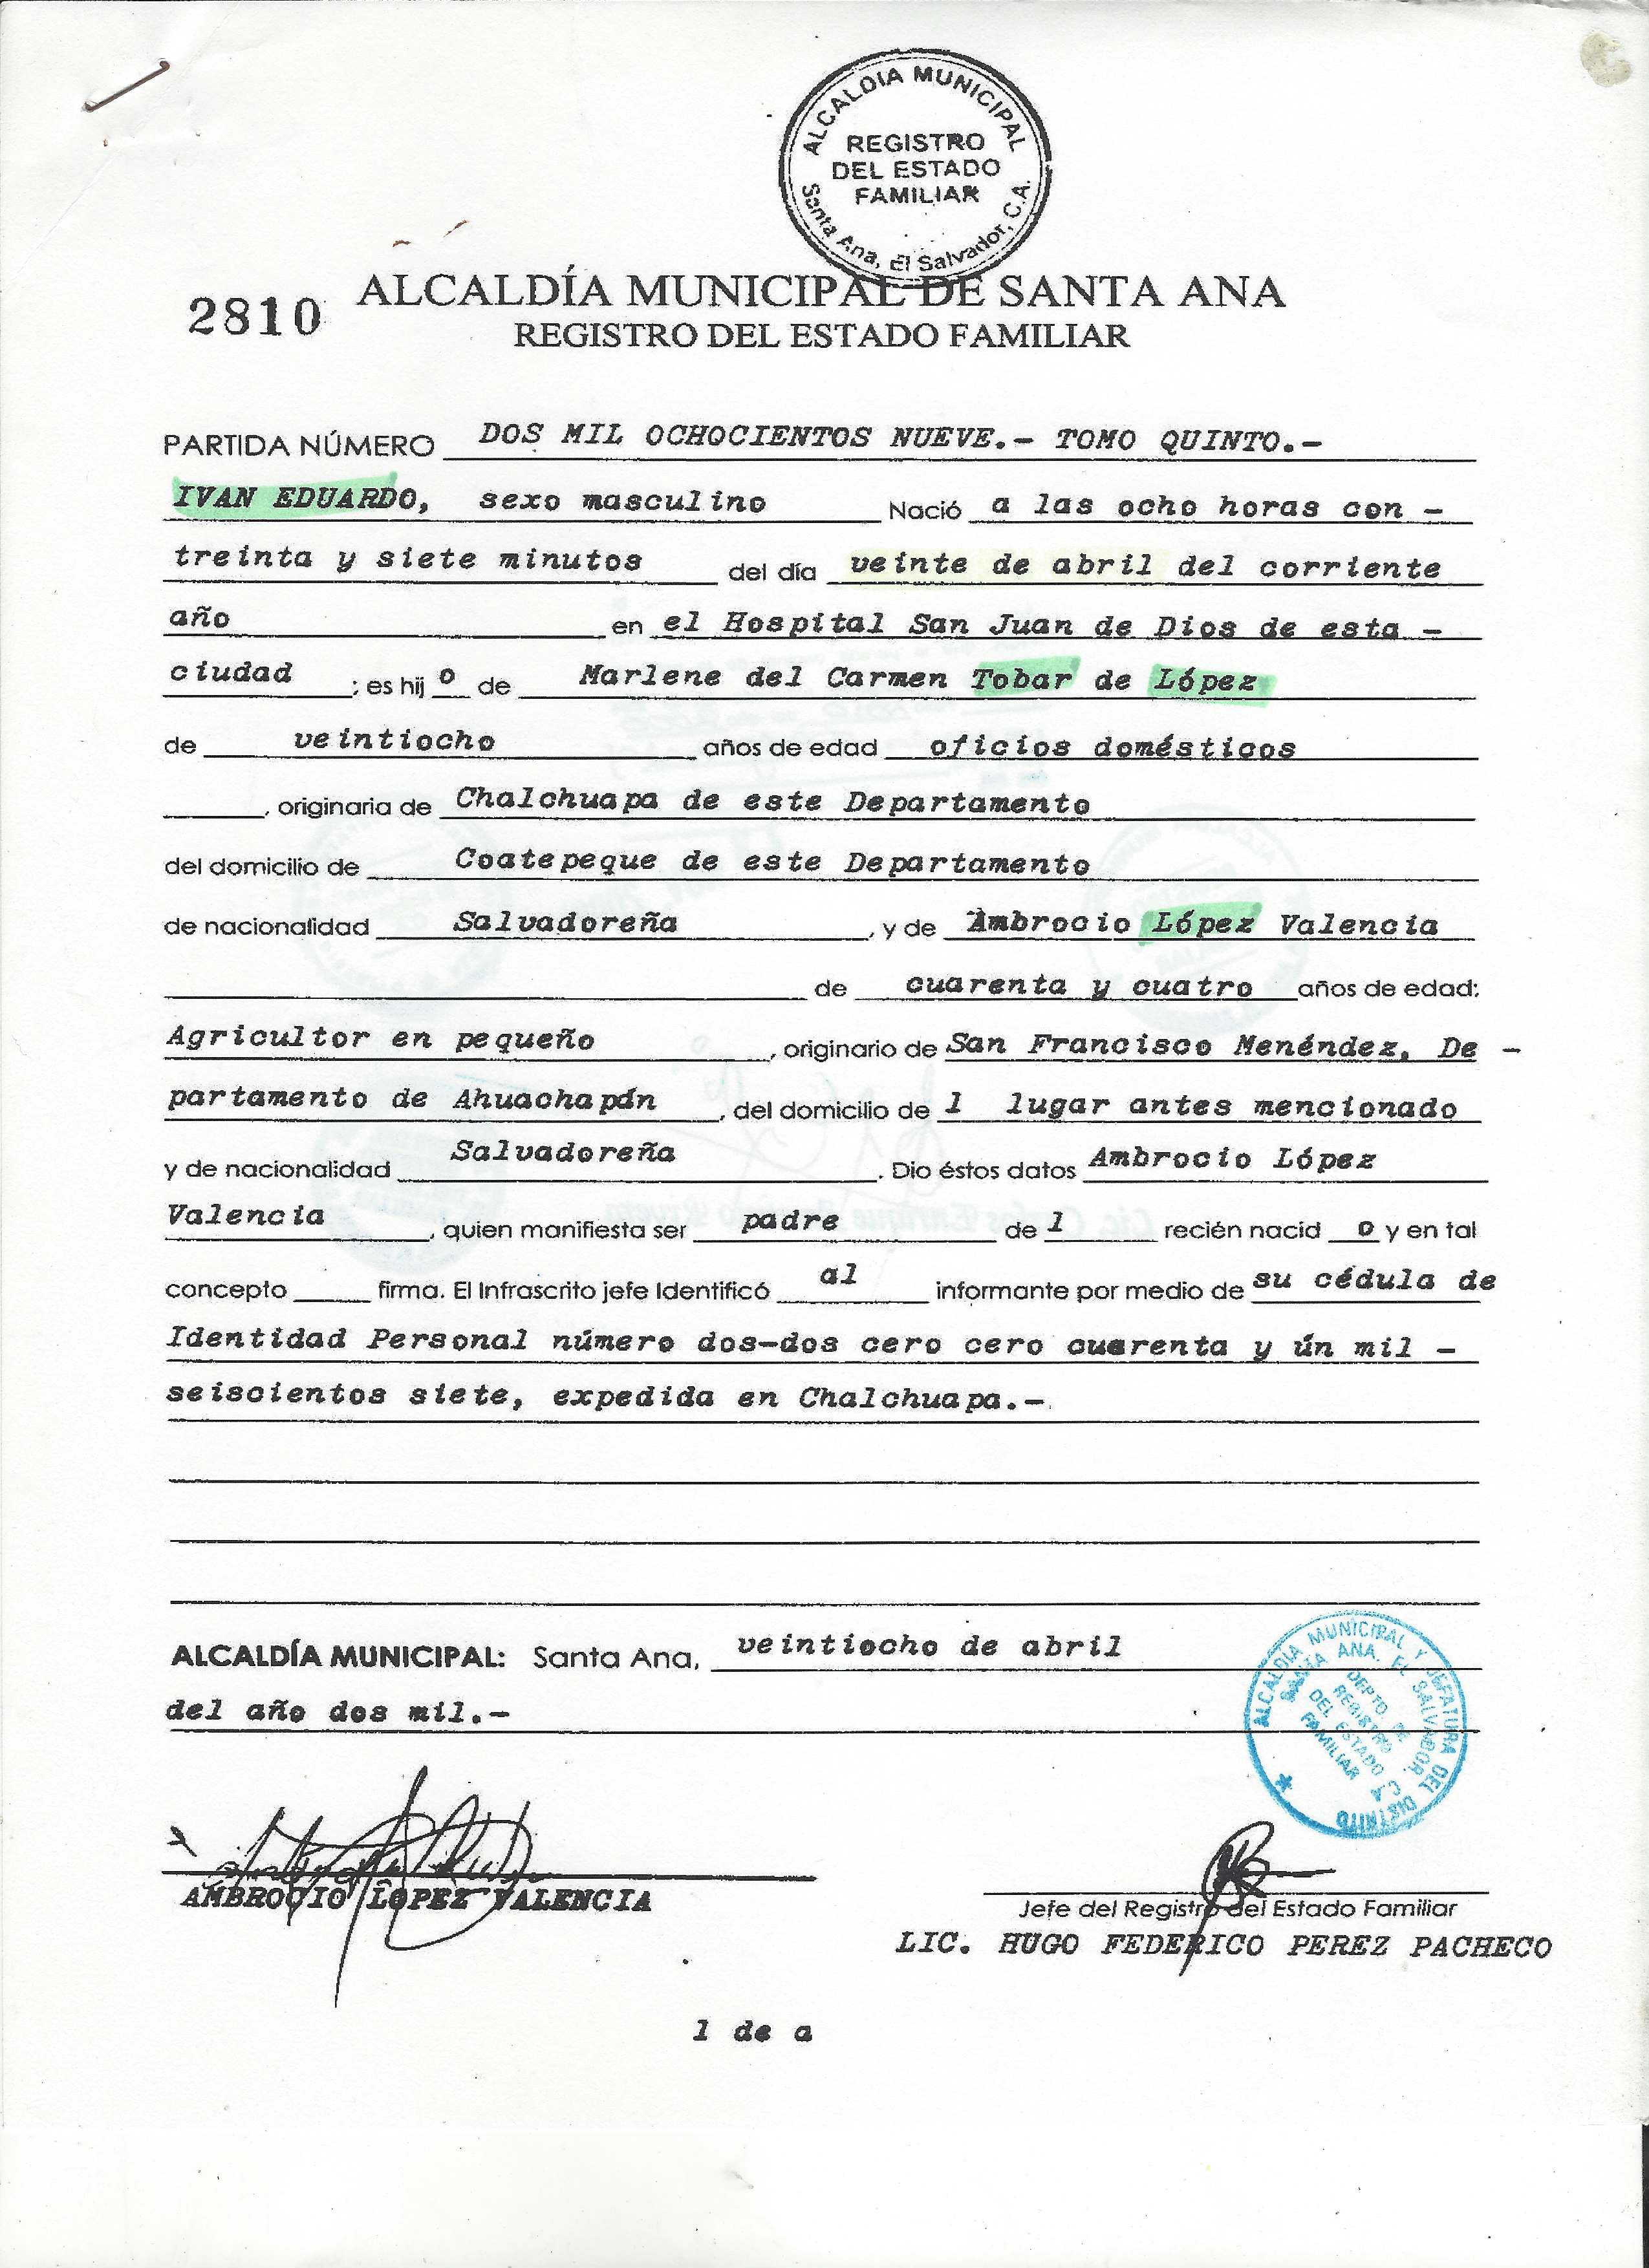 ALCALDIA MUNICIPAL
REGISTRO
DEL ESTADO
FAMILIAR
Santa Ana, El Salvador, C.A.
2810
ALCALDÍA MUNICIPAL DE SANTA ANA
REGISTRO DEL ESTADO FAMILIAR
PARTIDA NÚMERO DOS MIL OCHOCIENTOS NUEVE.- TOMO QUINTO.-
IVAN EDUARDO, sexo masculino Nació a las ocho horas con -
treinta y siete minutos del día veinte de abril del corriente
año en el Hospital San Juan de Dios de esta -
ciudad ; es hij o de Marlene del Carmen Tobar de López
de veintiocho años de edad oficios domésticos
, originaria de Chalchuapa de este Departamento
del domicilio de Coatepeque de este Departamento
de nacionalidad Salvadoreña , y de Ambrocio López Valencia
de cuarenta y cuatro años de edad:
Agricultor en pequeño , originario de San Francisco Menéndez, De -
partamento de Ahuachapán , del domicilio de l lugar antes mencionado
y de nacionalidad Salvadoreña . Dio éstos datos Ambrocio López
Valencia , quien manifiesta ser padre de l recién nacid o y en tal
concepto firma. El Infrascrito jefe Identificó al informante por medio de su cédula de
Identidad Personal número dos-dos cero cero cuarenta y ún mil -
seiscientos siete, expedida en Chalchuapa.-
ALCALDÍA MUNICIPAL: Santa Ana, veintiocho de abril
del año dos mil.-
ALCALDIA MUNICIPAL Y JEFATURA DEL DISTRITO
SANTA ANA. EL SALVADOR. C.A.
DEPTO. DE
REGISTRO
DEL ESTADO
FAMILIAR
AMBROCIO LOPEZ VALENCIA
Jefe del Registro del Estado Familiar
LIC. HUGO FEDERICO PEREZ PACHECO
l de a